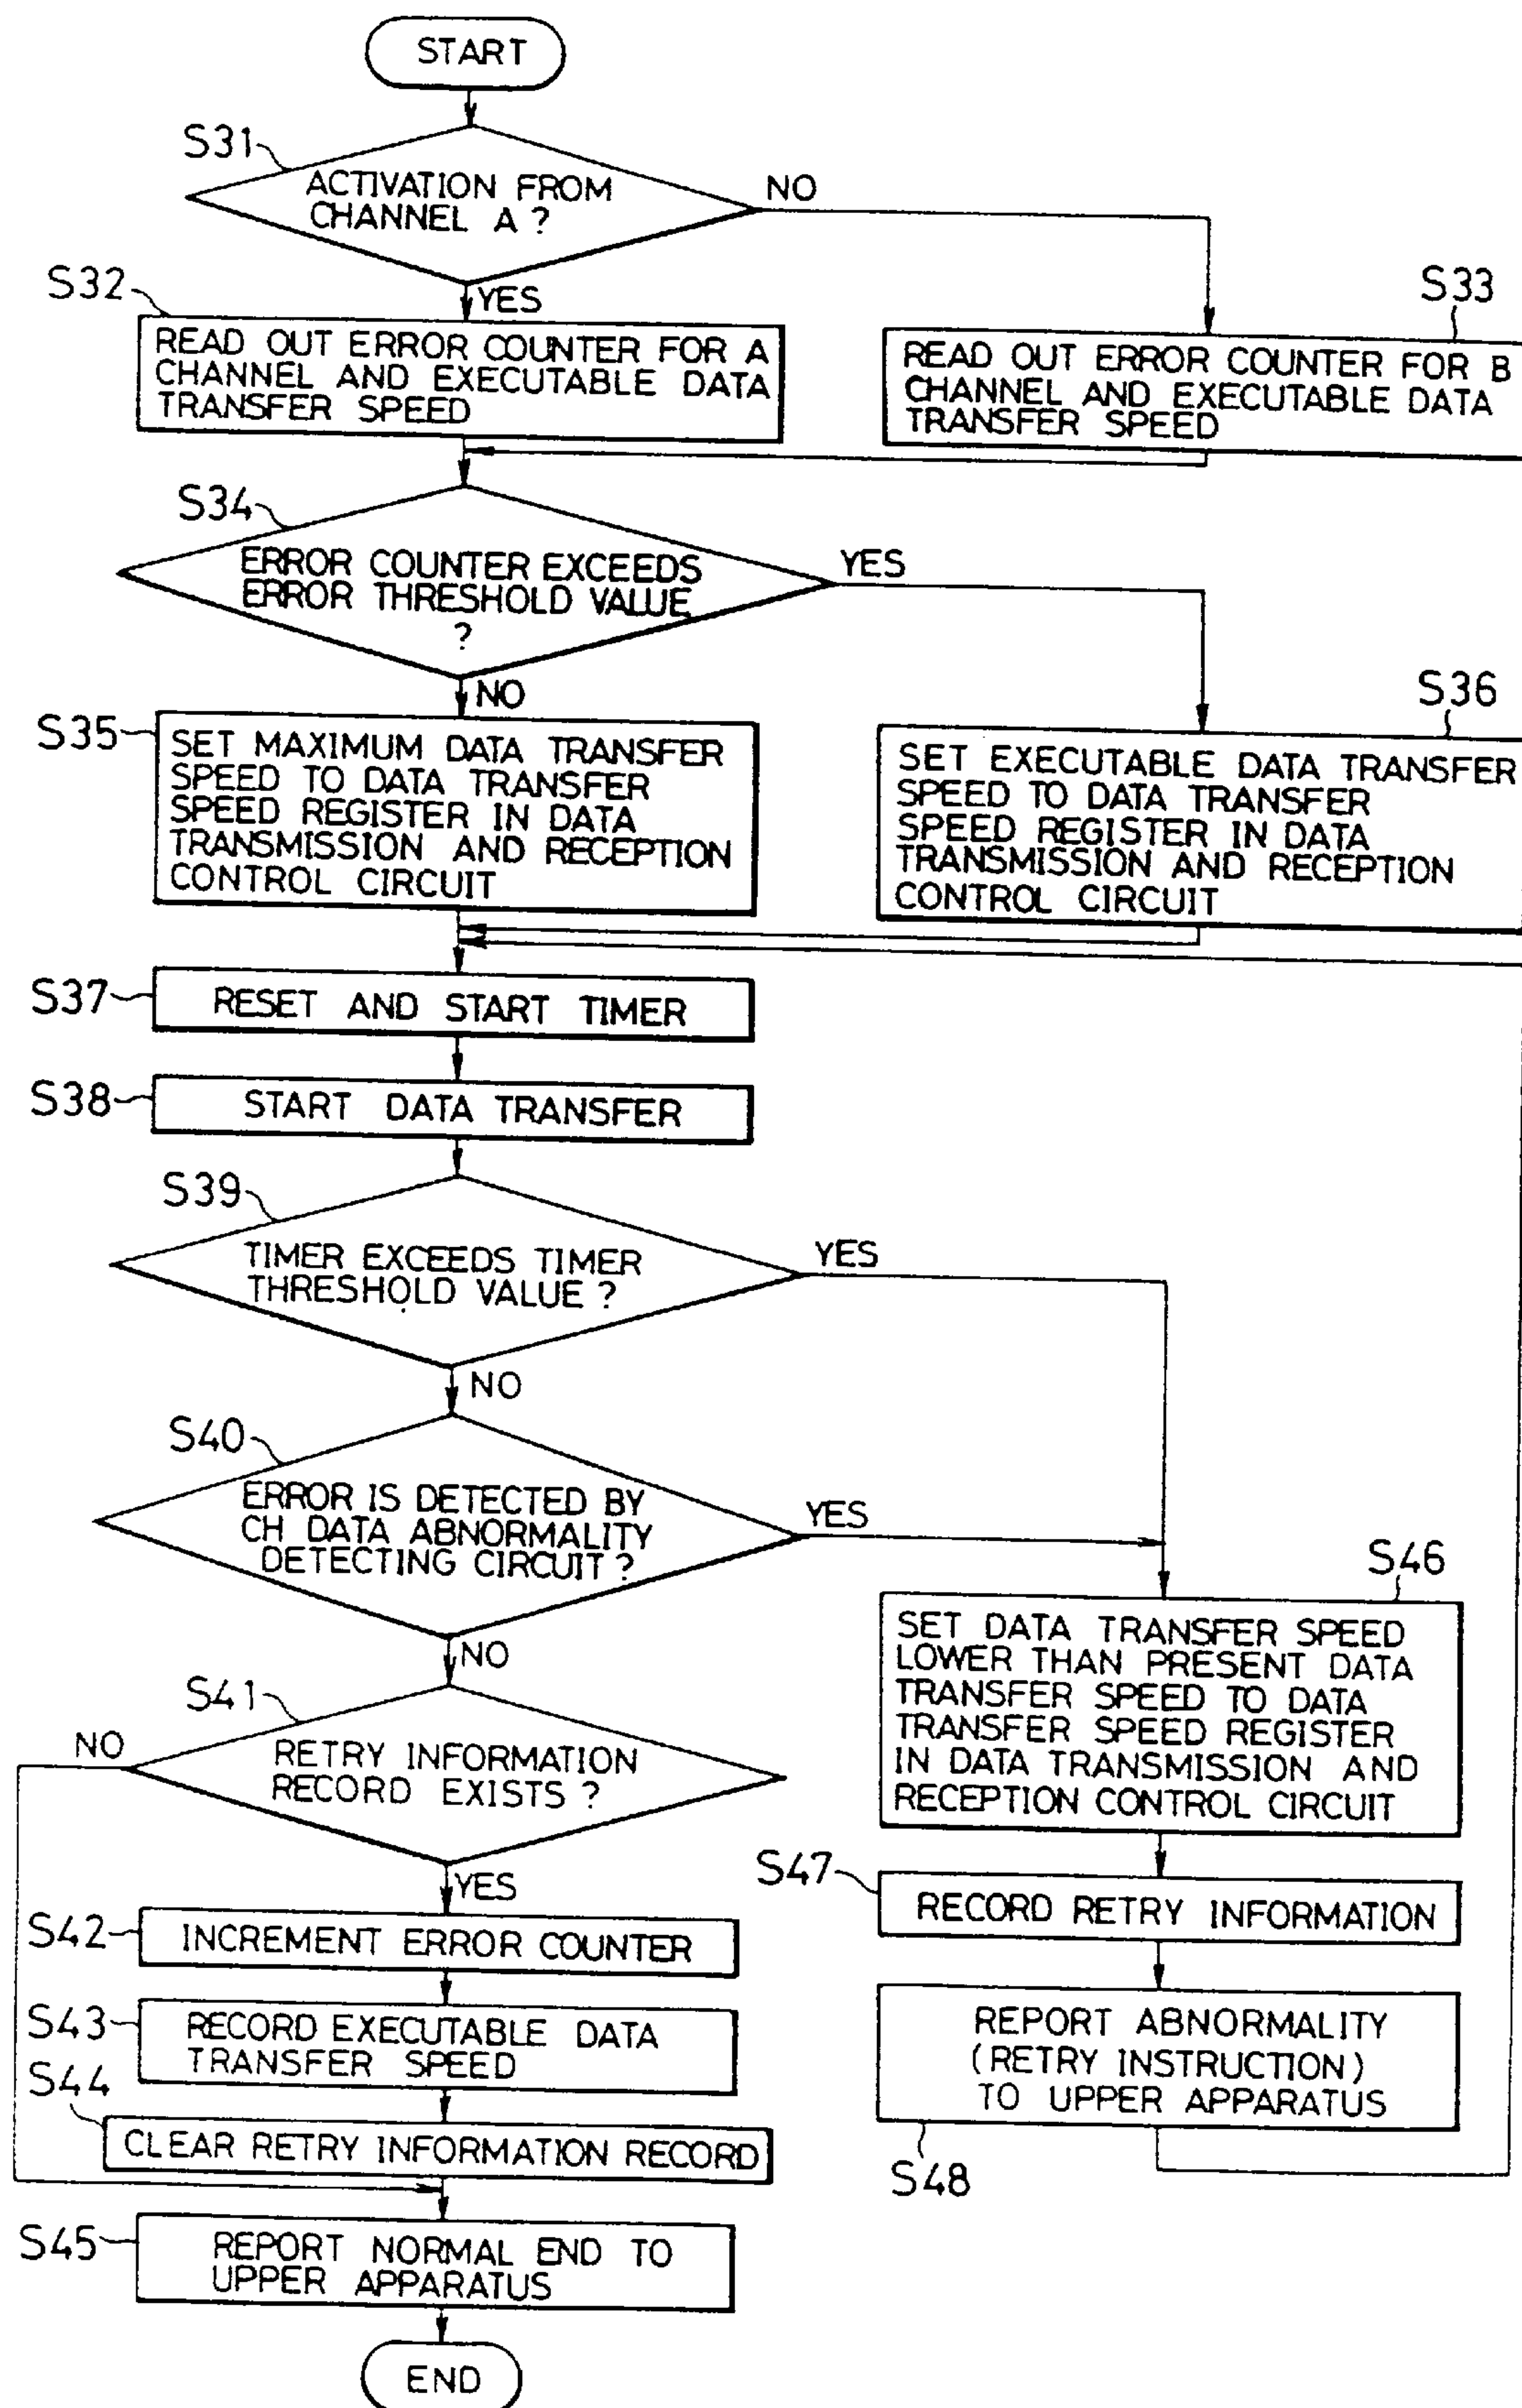 START
S31
ACTIVATION FROM
CHANNEL A ?
NO
YES
S32
READ OUT ERROR COUNTER FOR A
CHANNEL AND EXECUTABLE DATA
TRANSFER SPEED
S33
READ OUT ERROR COUNTER FOR B
CHANNEL AND EXECUTABLE DATA
TRANSFER SPEED
S34
ERROR COUNTER EXCEEDS
ERROR THRESHOLD VALUE
?
YES
NO
S35
SET MAXIMUM DATA TRANSFER
SPEED TO DATA TRANSFER
SPEED REGISTER IN DATA
TRANSMISSION AND RECEPTION
CONTROL CIRCUIT
S36
SET EXECUTABLE DATA TRANSFER
SPEED TO DATA TRANSFER
SPEED REGISTER IN DATA
TRANSMISSION AND RECEPTION
CONTROL CIRCUIT
S37
RESET AND START TIMER
S38
START DATA TRANSFER
S39
TIMER EXCEEDS TIMER
THRESHOLD VALUE ?
YES
NO
S40
ERROR IS DETECTED BY
CH DATA ABNORMALITY
DETECTING CIRCUIT ?
YES
NO
S41
RETRY INFORMATION
RECORD EXISTS ?
NO
YES
S42
INCREMENT ERROR COUNTER
S43
RECORD EXECUTABLE DATA
TRANSFER SPEED
S44
CLEAR RETRY INFORMATION RECORD
S45
REPORT NORMAL END TO
UPPER APPARATUS
END
S46
SET DATA TRANSFER SPEED
LOWER THAN PRESENT DATA
TRANSFER SPEED TO DATA
TRANSFER SPEED REGISTER
IN DATA TRANSMISSION AND
RECEPTION CONTROL CIRCUIT
S47
RECORD RETRY INFORMATION
REPORT ABNORMALITY
(RETRY INSTRUCTION)
TO UPPER APPARATUS
S48